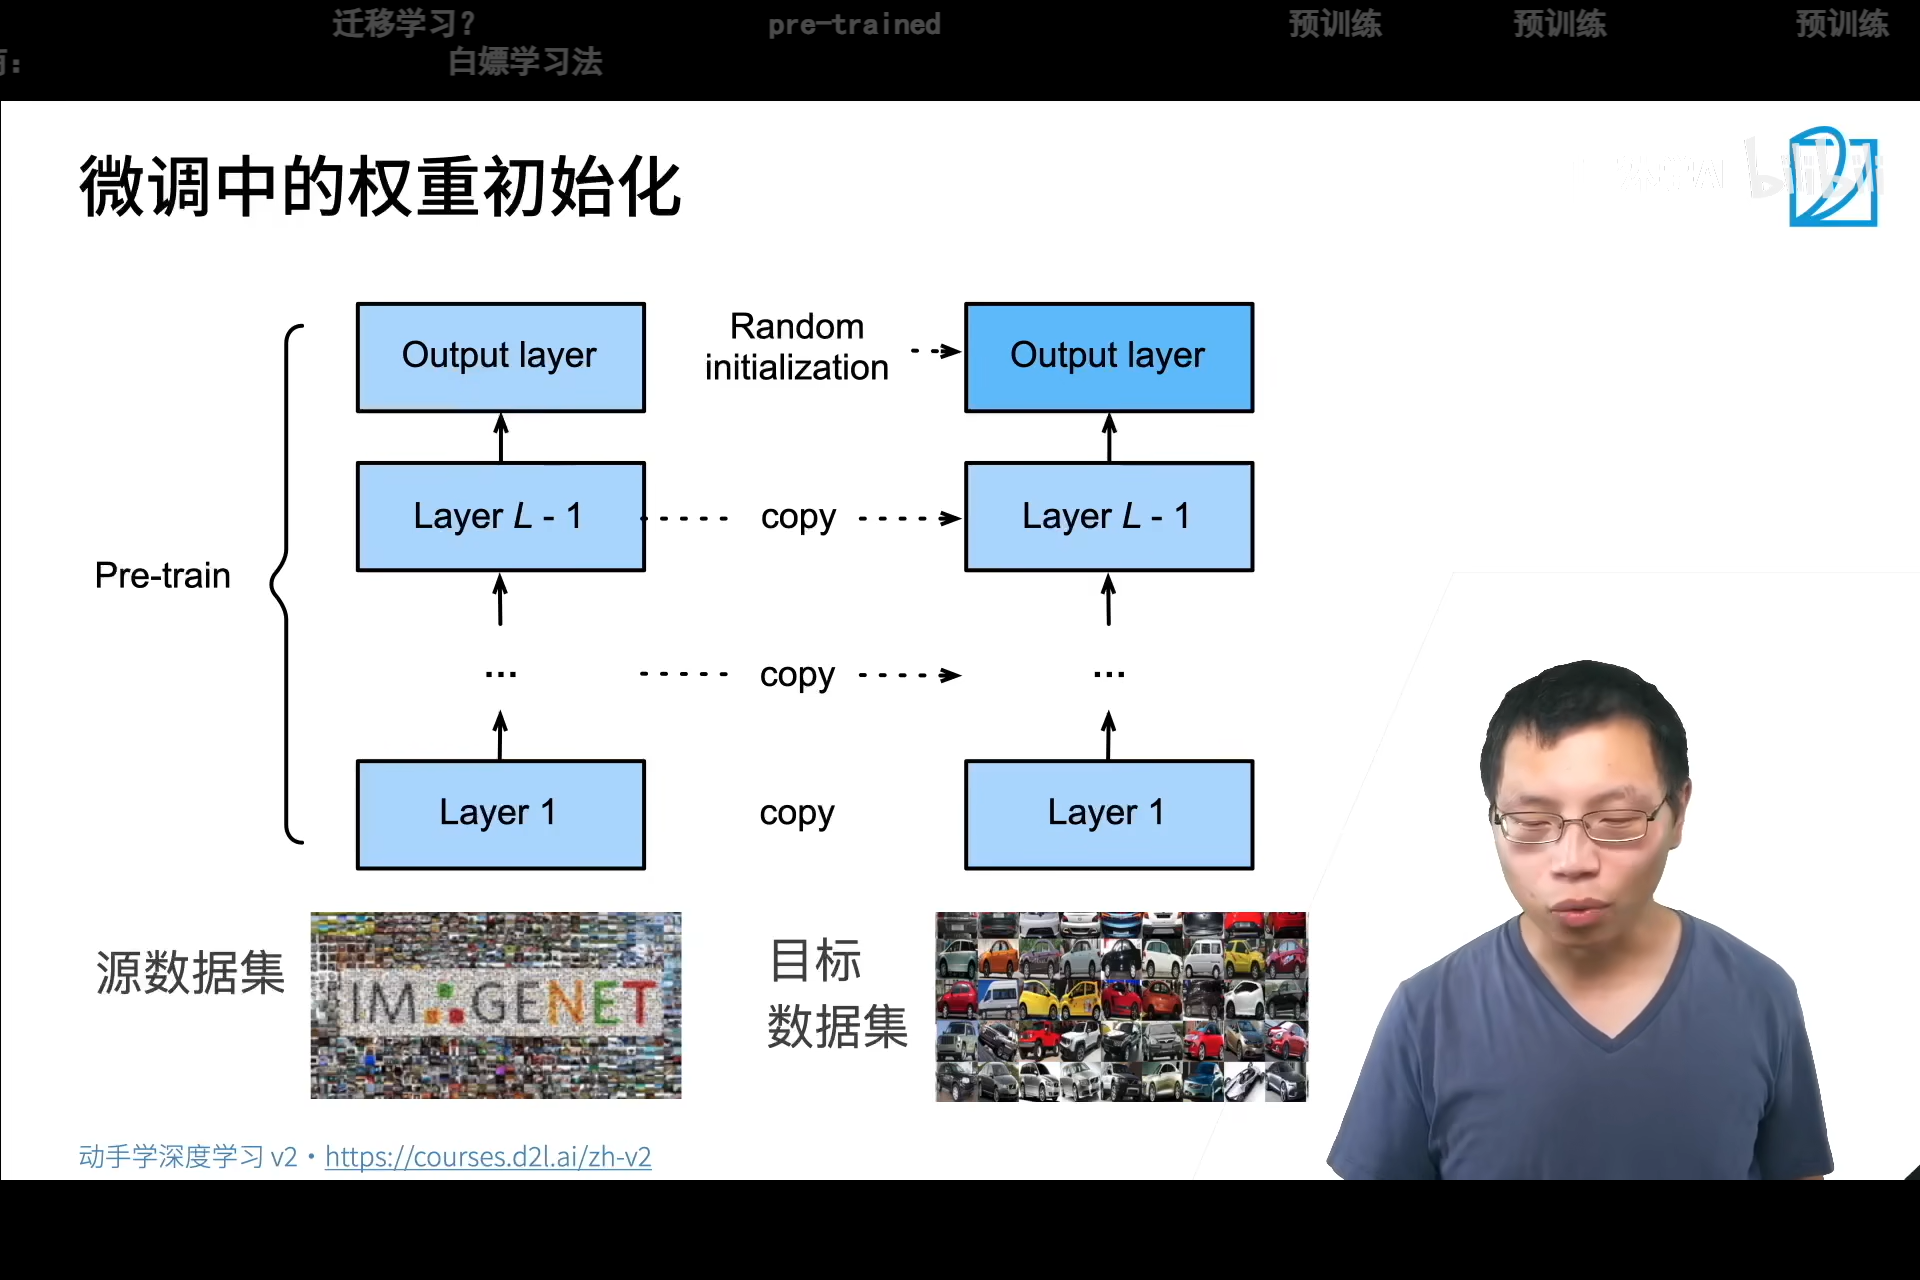 迁移学习？
pre-trained
预训练
预训练
预训练
白嫖学习法
微调中的权重初始化
bilibili
Output layer
Random
initialization
Output layer
Layer L - 1
copy
Layer L - 1
Pre-train
...
copy
...
Layer 1
copy
Layer 1
源数据集
IMAGENET
目标
数据集
动手学深度学习 v2 • https://courses.d2l.ai/zh-v2